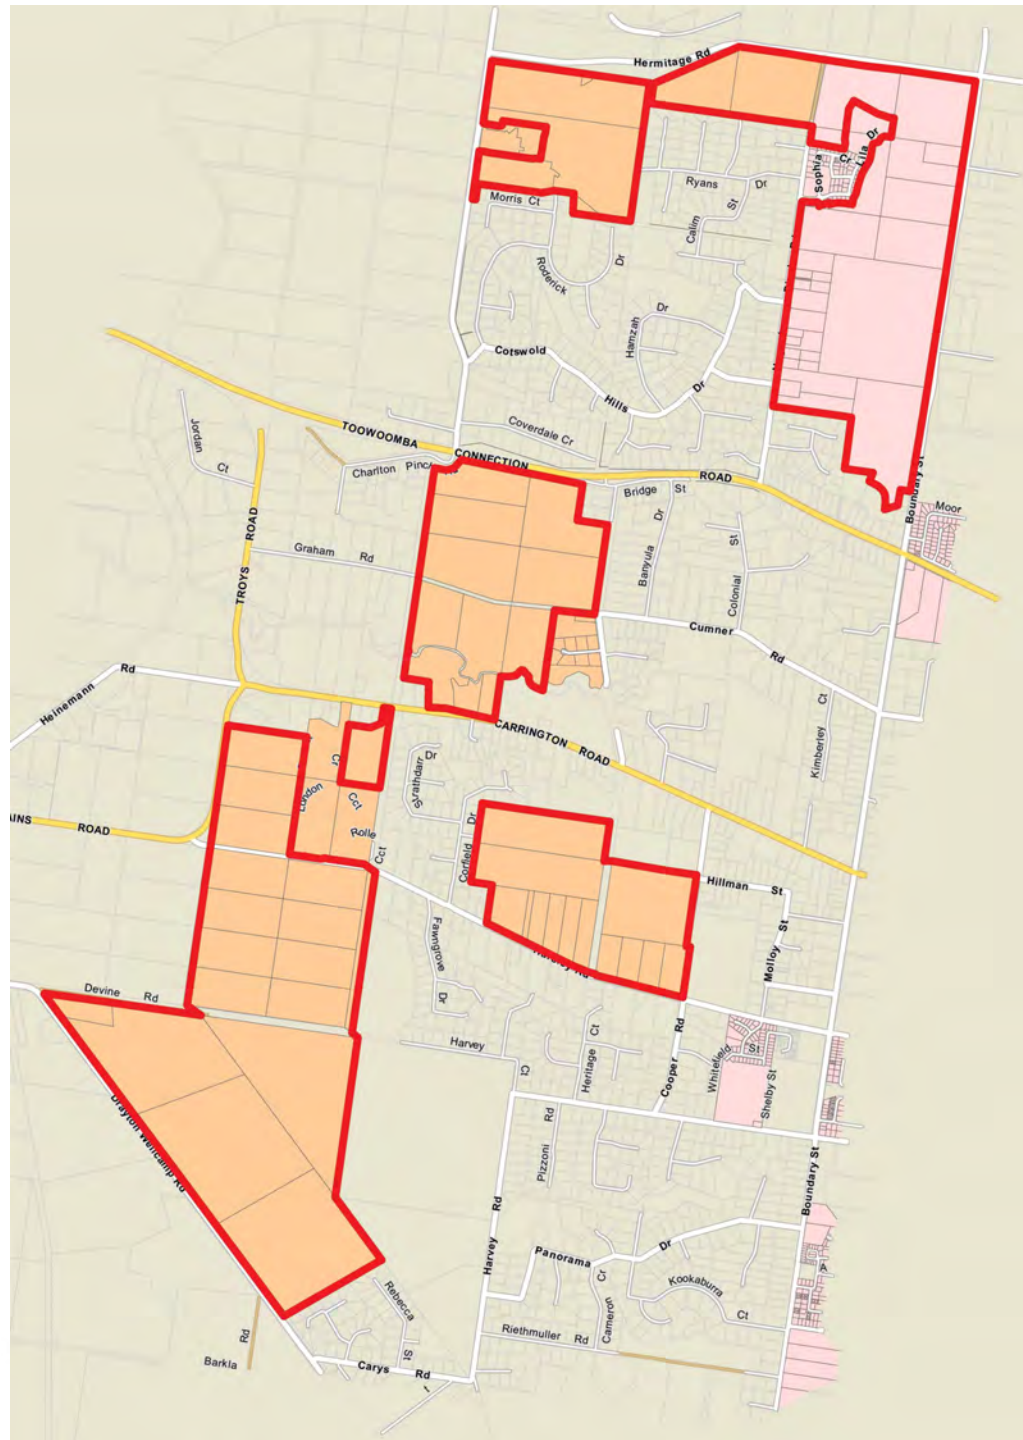 Hermitage Rd
Sophia
Lila Dr
Ryans Dr
Morris Ct
Calim St
Roderick Dr
Hamzah Dr
Cotswold Hills Dr
Jordan Ct
TOOWOOMBA CONNECTION ROAD
Coverdale Cr
Charlton
Bridge St
Boundary St
Moor
Graham Rd
TROYS ROAD
Banyula Dr
Colonial St
Cumner Rd
Heinemann Rd
CARRINGTON ROAD
Kimberley Ct
Strathdarr Dr
Cr
Cct
Rolle Cct
ROAD
Corfield Dr
Hillman St
Molloy St
Fawngrove Dr
Devine Rd
Harvey Ct
Heritage Ct
Cooper Rd
Whitefield St
Shelby St
Pizzoni Rd
Boundary St
Harvey Rd
Panorama Dr
Cameron Cr
Kookaburra Ct
A
Rebecca St
Riethmuller Rd
Barkla Rd
Carys Rd